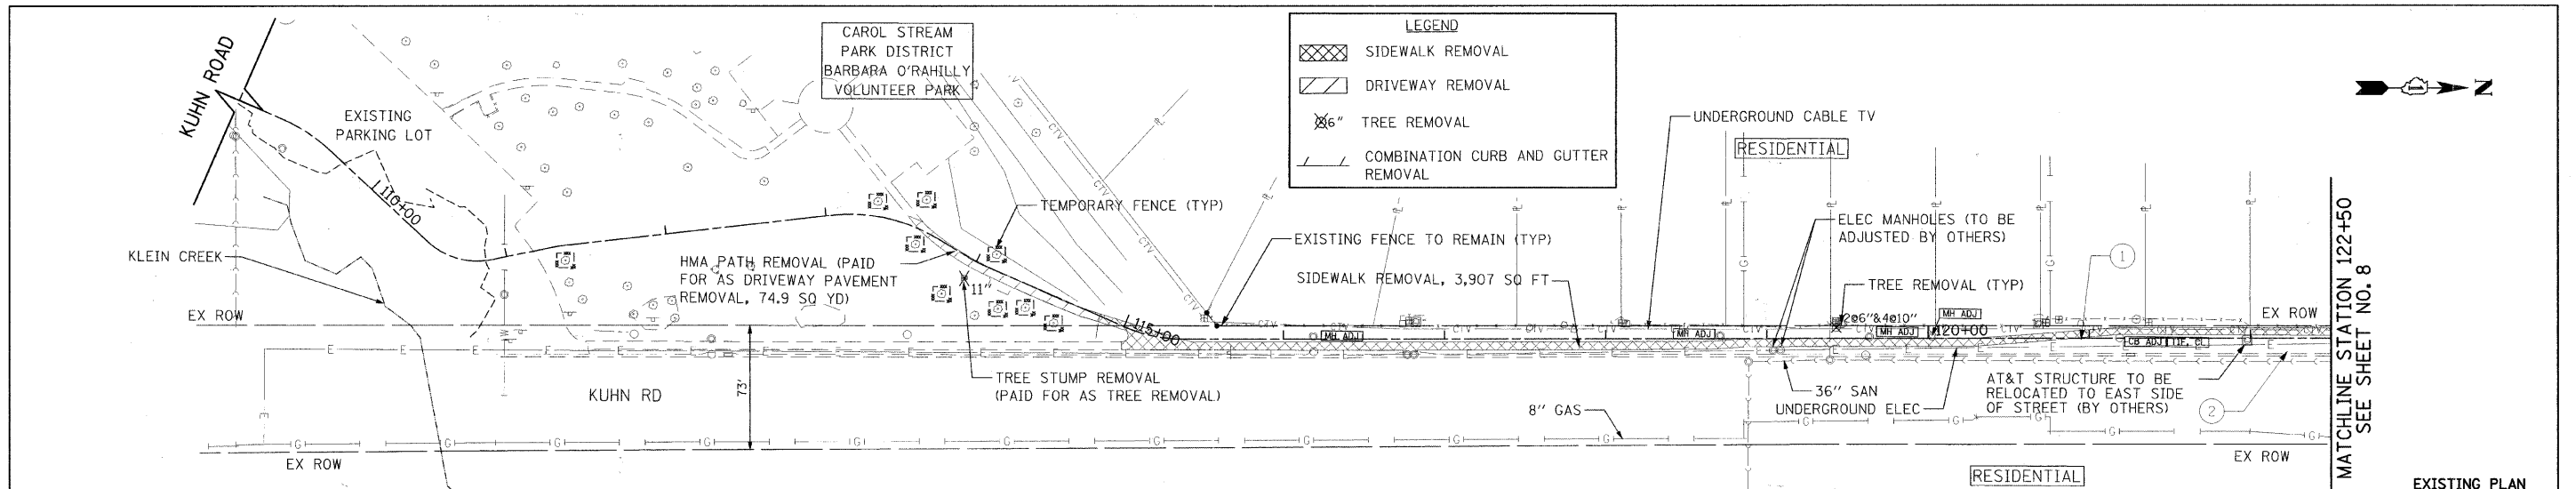 KUHN ROAD
EXISTING
PARKING LOT
110+00
KLEIN CREEK
EX ROW
CAROL STREAM
PARK DISTRICT
BARBARA O'RAHILLY
VOLUNTEER PARK
LEGEND
SIDEWALK REMOVAL
DRIVEWAY REMOVAL
6" TREE REMOVAL
COMBINATION CURB AND GUTTER
REMOVAL
N
UNDERGROUND CABLE TV
RESIDENTIAL
TEMPORARY FENCE (TYP)
EXISTING FENCE TO REMAIN (TYP)
SIDEWALK REMOVAL, 3,907 SQ FT
HMA PATH REMOVAL (PAID
FOR AS DRIVEWAY PAVEMENT
REMOVAL, 74.9 SQ YD)
11"
ELEC MANHOLES (TO BE
ADJUSTED BY OTHERS)
1
TREE REMOVAL (TYP)
2@6"&4@10"
MH ADJ
MH ADJ
MH ADJ
MH ADJ
120+00
115+00
EX ROW
CB ADJ
TREE STUMP REMOVAL
(PAID FOR AS TREE REMOVAL)
KUHN RD
73'
36" SAN
UNDERGROUND ELEC
8" GAS
AT&T STRUCTURE TO BE
RELOCATED TO EAST SIDE
OF STREET (BY OTHERS)
2
EX ROW
EX ROW
RESIDENTIAL
MATCHLINE STATION 122+50
SEE SHEET NO. 8
EXISTING PLAN